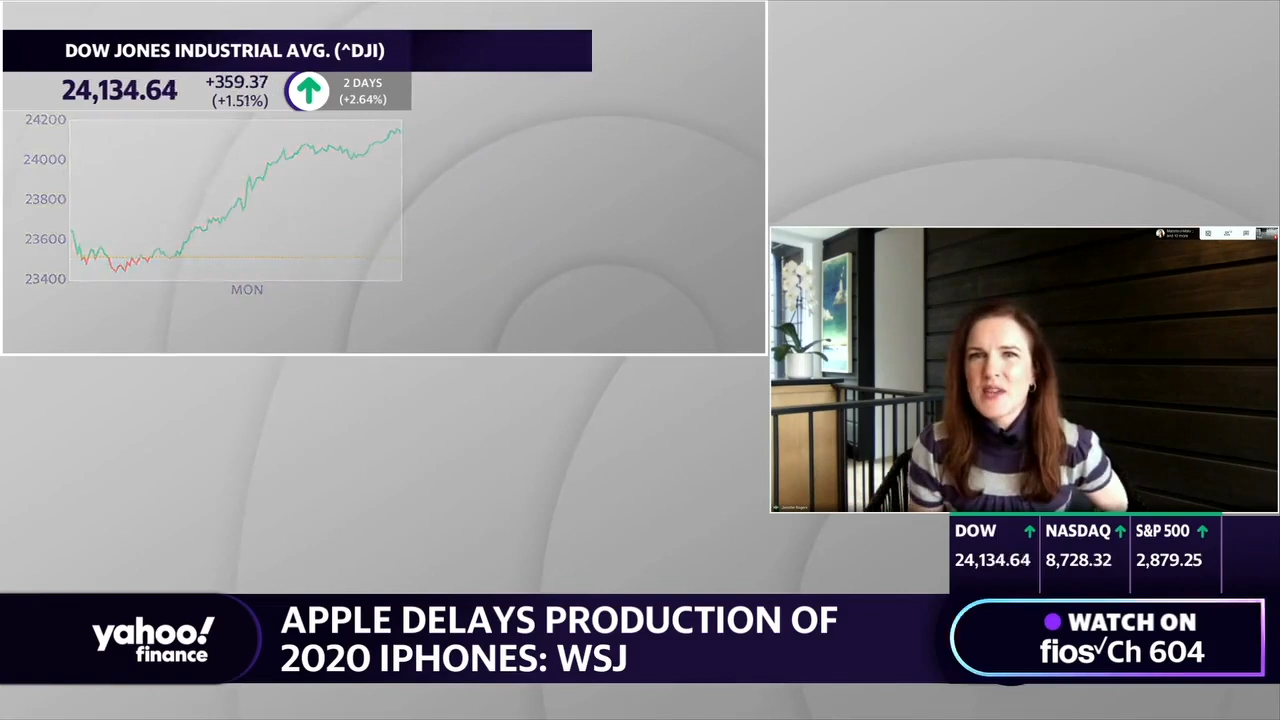 DOW JONES INDUSTRIAL AVG. (^DJI)
24,134.64
+359.37
(+1.51%)
2 DAYS
(+2.64%)
24200
24000
23800
23600
23400
MON
Jennifer Rogers
DOW
24,134.64
NASDAQ
8,728.32
S&P 500
2,879.25
yahoo!
finance
APPLE DELAYS PRODUCTION OF
2020 IPHONES: WSJ
WATCH ON
fios✓Ch 604